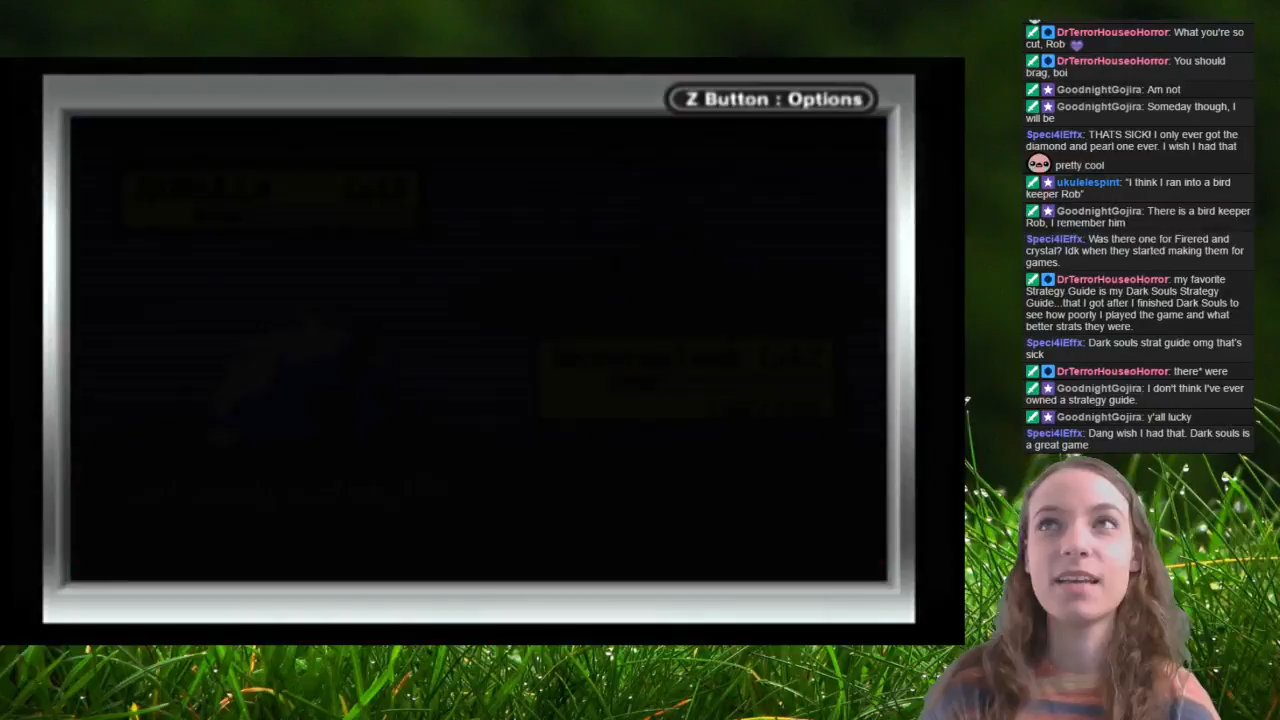 Z Button : Options
DrTerrorHouseoHorror: What you're so
cut, Rob
DrTerrorHouseoHorror: You should
brag, boi
GoodnightGojira: Am not
GoodnightGojira: Someday though, I
will be
Speci4lEffx: THATS SICK! I only ever got the
diamond and pearl one ever. I wish I had that
pretty cool
ukulelespirit: "I think I ran into a bird
keeper Rob"
GoodnightGojira: There is a bird keeper
Rob, I remember him
Speci4lEffx: Was there one for Firered and
crystal? Idk when they started making them for
games.
DrTerrorHouseoHorror: my favorite
Strategy Guide is my Dark Souls Strategy
Guide...that I got after I finished Dark Souls to
see how poorly I played the game and what
better strats they were.
Speci4lEffx: Dark souls strat guide omg that's
sick
DrTerrorHouseoHorror: there* were
GoodnightGojira: I don't think I've ever
owned a strategy guide.
GoodnightGojira: y'all lucky
Speci4lEffx: Dang wish I had that. Dark souls is
a great game